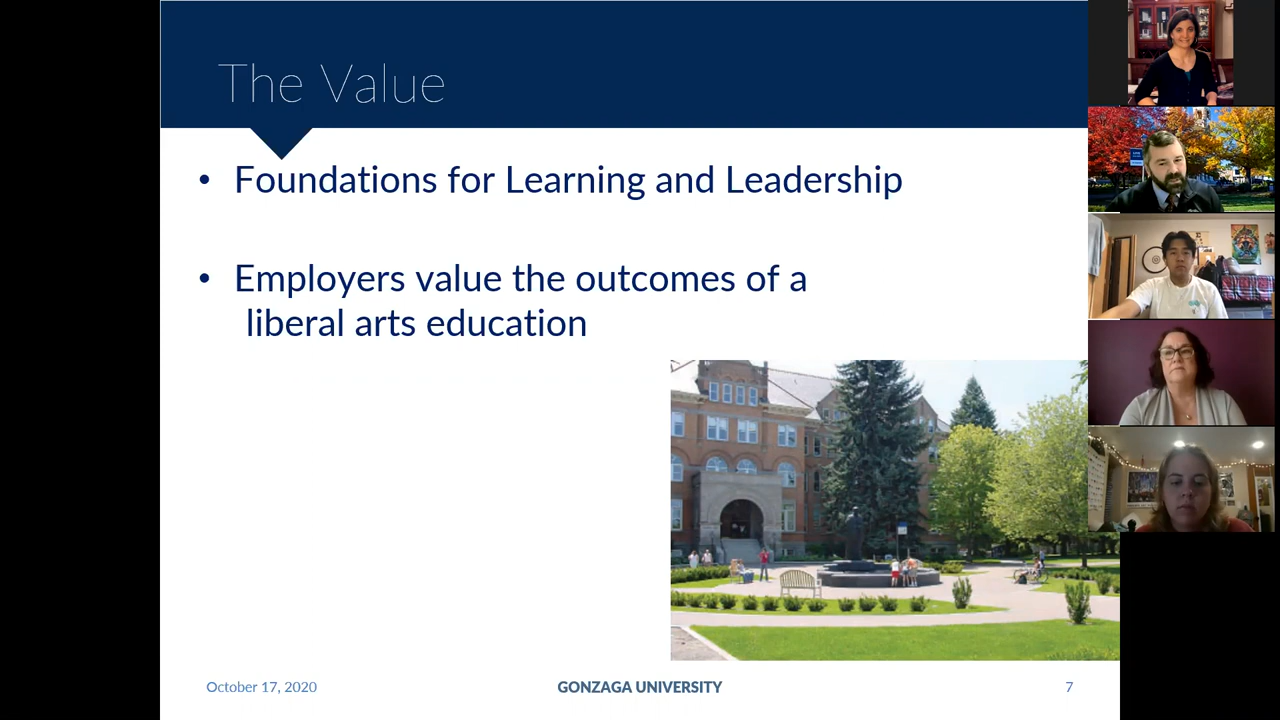 The Value
• Foundations for Learning and Leadership
• Employers value the outcomes of a
liberal arts education
October 17, 2020
GONZAGA UNIVERSITY
7